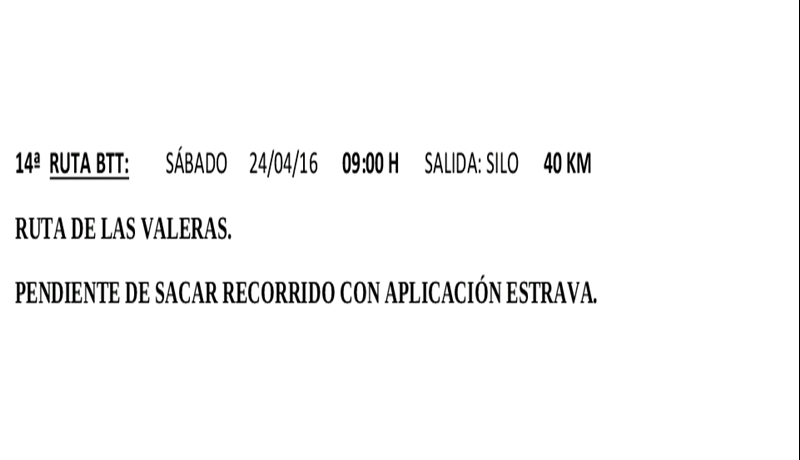 14ª RUTA BTT: SÁBADO 24/04/16 09:00 H SALIDA: SILO 40 KM
RUTA DE LAS VALERAS.
PENDIENTE DE SACAR RECORRIDO CON APLICACIÓN ESTRAVA.